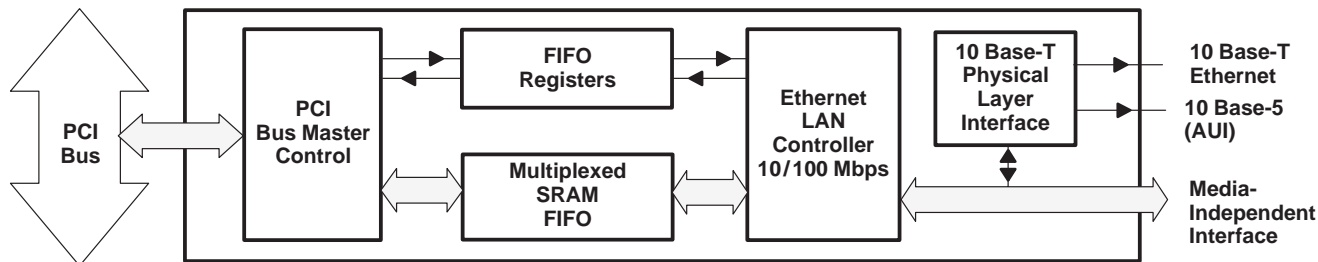 PCI
Bus
PCI
Bus Master
Control
FIFO
Registers
Multiplexed
SRAM
FIFO
Ethernet
LAN
Controller
10/100 Mbps
10 Base-T
Physical
Layer
Interface
10 Base-T
Ethernet
10 Base-5
(AUI)
Media-
Independent
Interface